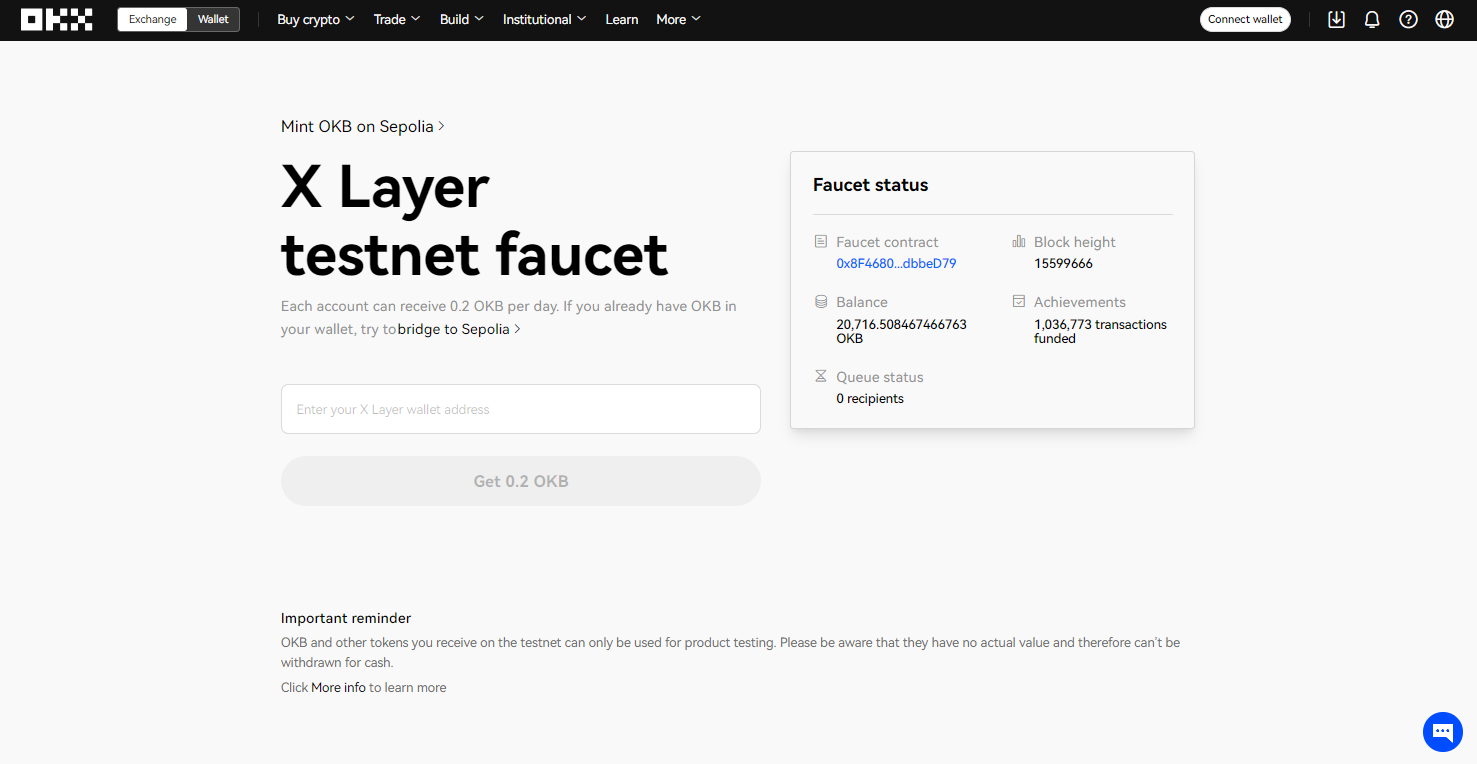 OKX
Exchange Wallet Buy crypto Trade Build Institutional Learn More Connect wallet
Mint OKB on Sepolia
X Layer
testnet faucet
Each account can receive 0.2 OKB per day. If you already have OKB in
your wallet, try to bridge to Sepolia
Enter your X Layer wallet address
Get 0.2 OKB
Faucet status
Faucet contract
0x8F4680...dbbeD79
Block height
15599666
Balance
20,716.508467466763
OKB
Achievements
1,036,773 transactions
funded
Queue status
0 recipients
Important reminder
OKB and other tokens you receive on the testnet can only be used for product testing. Please be aware that they have no actual value and therefore can't be
withdrawn for cash.
Click More info to learn more